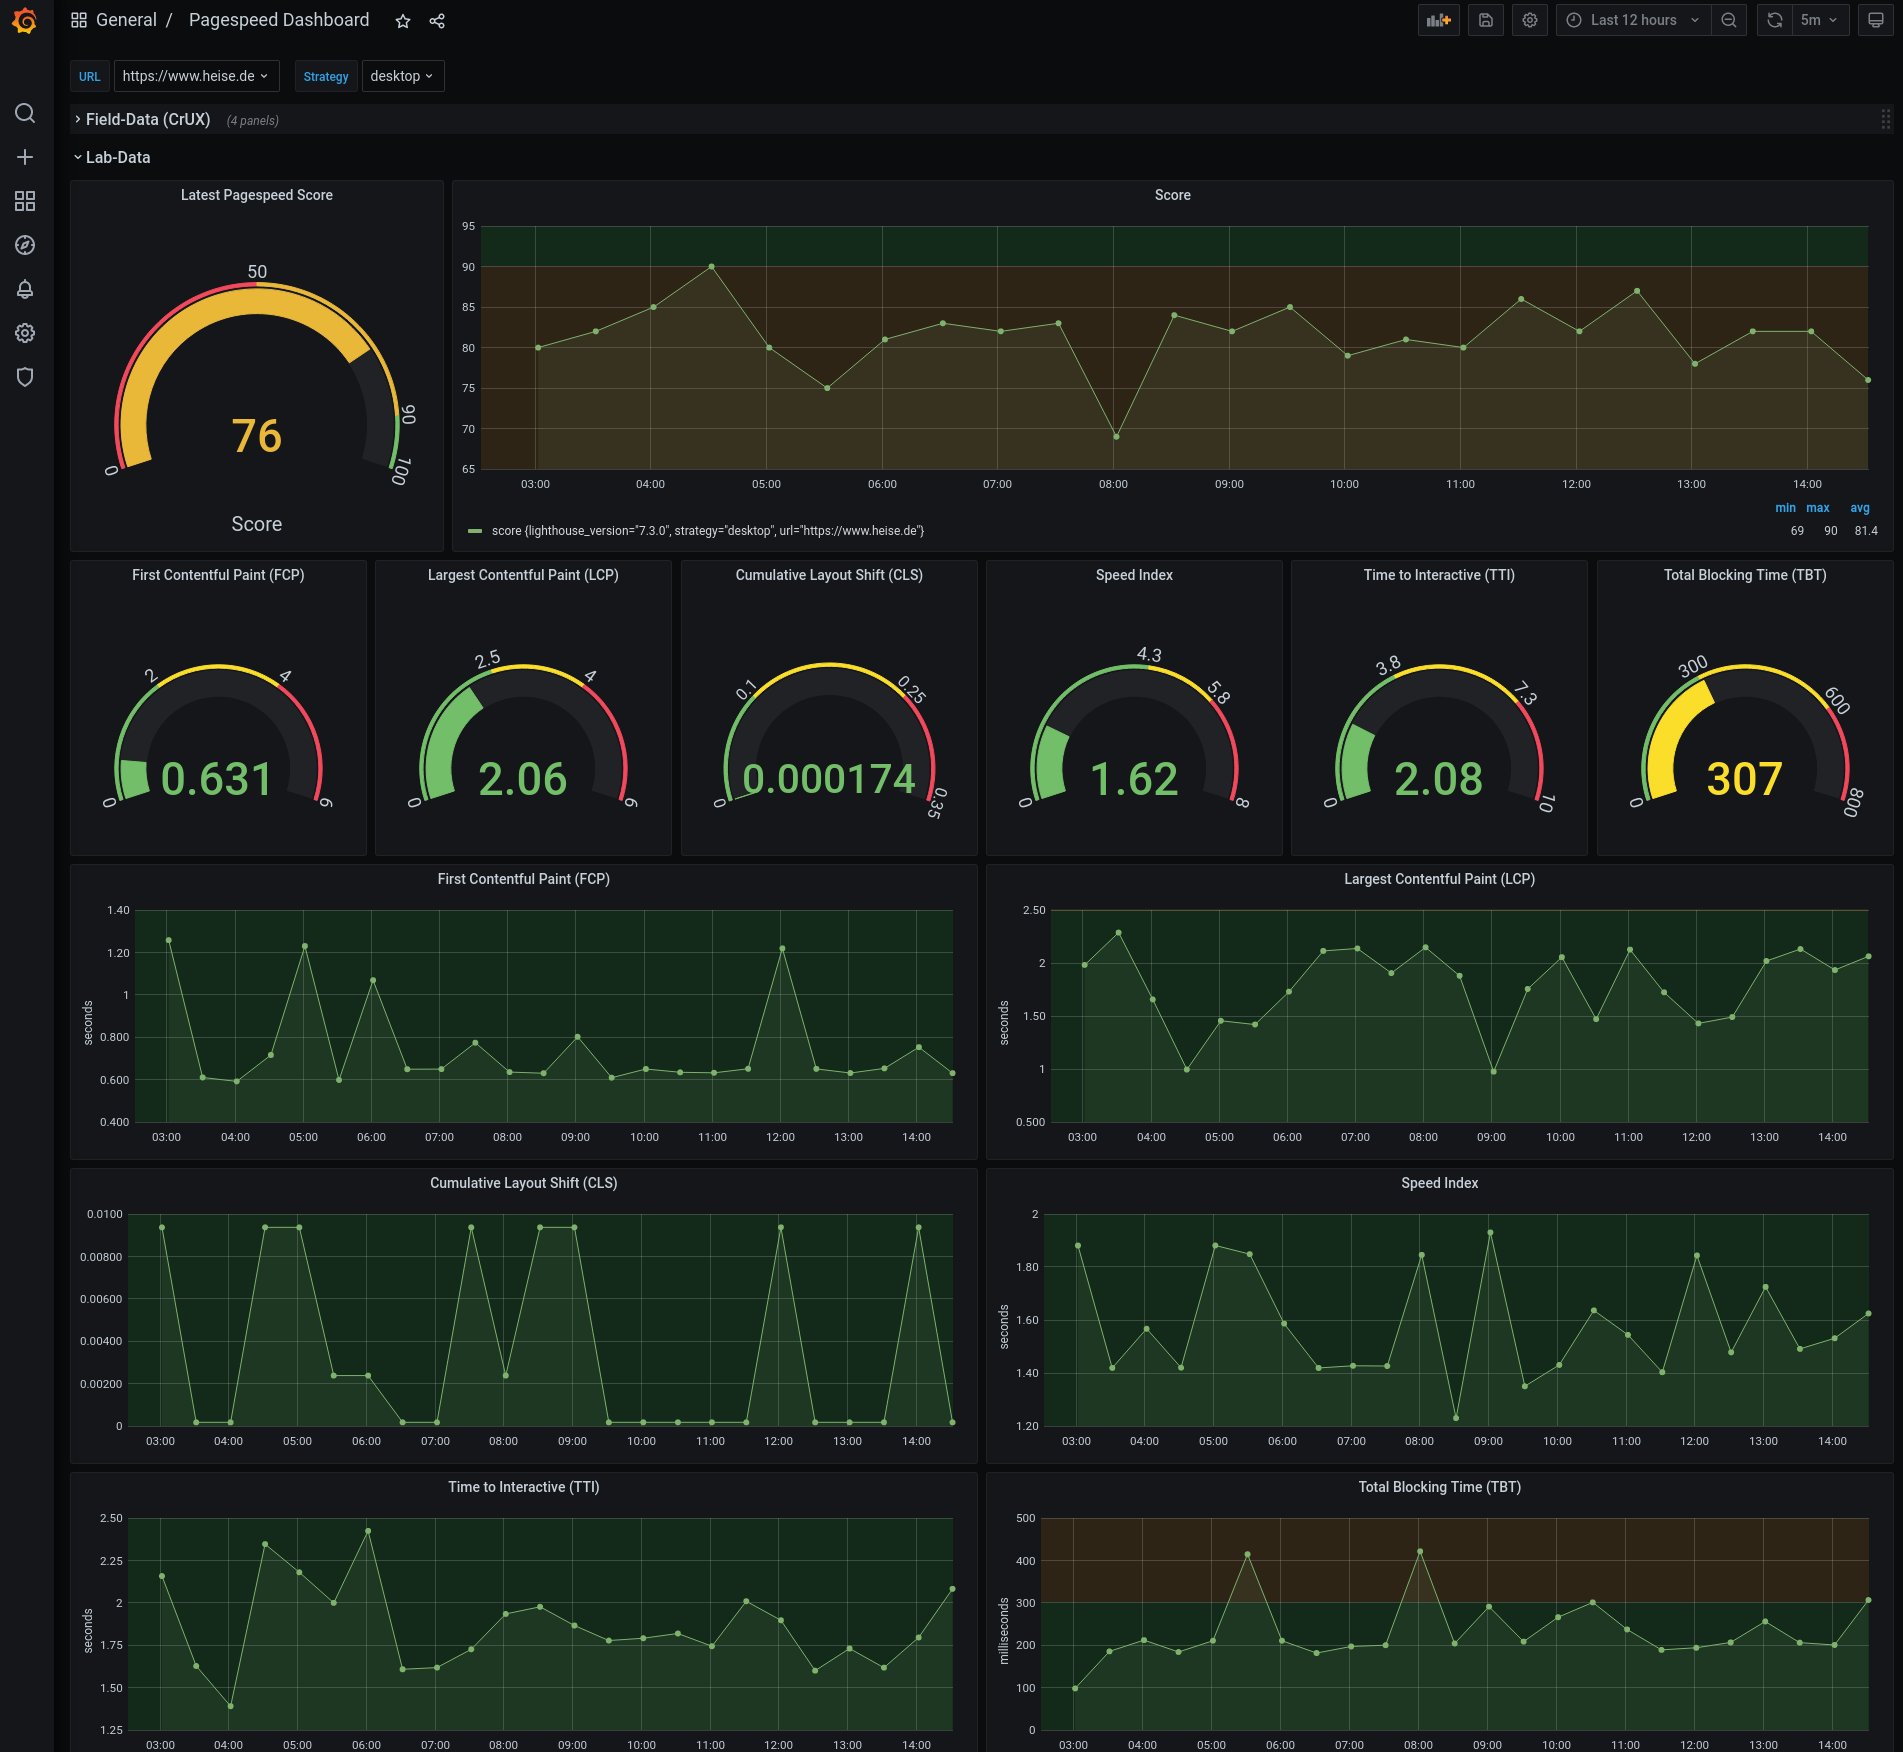 General / Pagespeed Dashboard
Last 12 hours
5m
URL https://www.heise.de Strategy desktop
Field-Data (CrUX) (4 panels)
Lab-Data
Latest Pagespeed Score
0
50
90
100
76
Score
Score
95
90
85
80
75
70
65
03:00 04:00 05:00 06:00 07:00 08:00 09:00 10:00 11:00 12:00 13:00 14:00
min max avg
score {lighthouse_version="7.3.0", strategy="desktop", url="https://www.heise.de"} 69 90 81.4
First Contentful Paint (FCP)
0
2
4
6
0.631
Largest Contentful Paint (LCP)
0
2.5
4
6
2.06
Cumulative Layout Shift (CLS)
0
0.1
0.25
0.35
0.000174
Speed Index
0
4.3
5.8
8
1.62
Time to Interactive (TTI)
0
3.8
7.3
10
2.08
Total Blocking Time (TBT)
0
300
600
800
307
First Contentful Paint (FCP)
seconds
1.40
1.20
1
0.800
0.600
0.400
03:00 04:00 05:00 06:00 07:00 08:00 09:00 10:00 11:00 12:00 13:00 14:00
Largest Contentful Paint (LCP)
seconds
2.50
2
1.50
1
0.500
03:00 04:00 05:00 06:00 07:00 08:00 09:00 10:00 11:00 12:00 13:00 14:00
Cumulative Layout Shift (CLS)
0.0100
0.00800
0.00600
0.00400
0.00200
0
03:00 04:00 05:00 06:00 07:00 08:00 09:00 10:00 11:00 12:00 13:00 14:00
Speed Index
seconds
2
1.80
1.60
1.40
1.20
03:00 04:00 05:00 06:00 07:00 08:00 09:00 10:00 11:00 12:00 13:00 14:00
Time to Interactive (TTI)
seconds
2.50
2.25
2
1.75
1.50
1.25
03:00 04:00 05:00 06:00 07:00 08:00 09:00 10:00 11:00 12:00 13:00 14:00
Total Blocking Time (TBT)
milliseconds
500
400
300
200
100
0
03:00 04:00 05:00 06:00 07:00 08:00 09:00 10:00 11:00 12:00 13:00 14:00